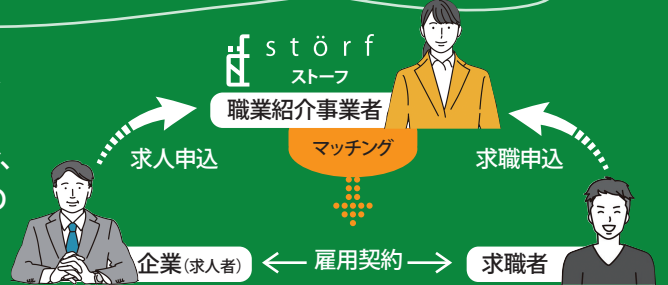 störf
ストーフ
職業紹介事業者
マッチング
求人申込
求職申込
、
の
企業(求人者)
雇用契約
求職者